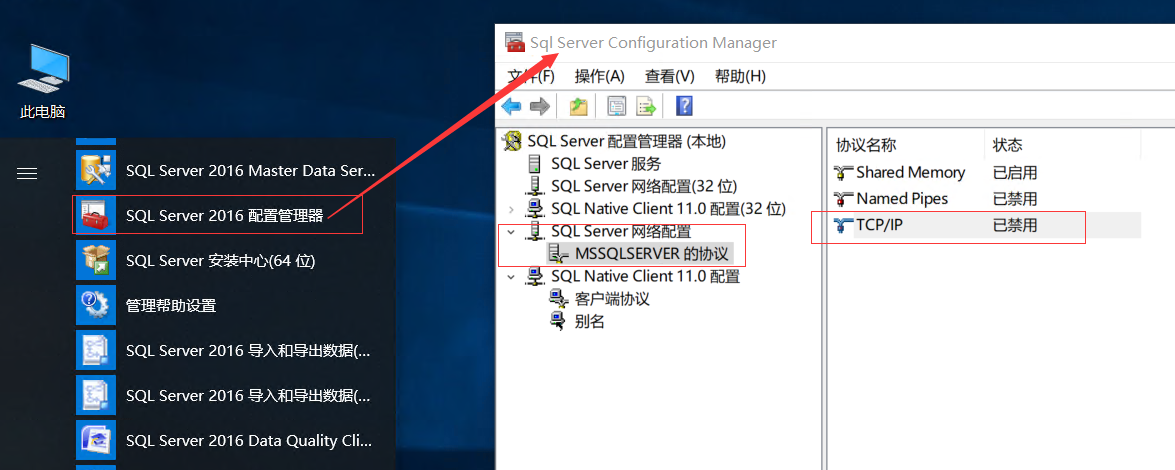 此电脑
SQL Server 2016 Master Data Ser...
SQL Server 2016 配置管理器
SQL Server 安装中心(64 位)
管理帮助设置
SQL Server 2016 导入和导出数据(...
SQL Server 2016 导入和导出数据(...
SQL Server 2016 Data Quality Cli...
Sql Server Configuration Manager
文件(F) 操作(A) 查看(V) 帮助(H)
SQL Server 配置管理器 (本地)
SQL Server 服务
SQL Server 网络配置(32 位)
SQL Native Client 11.0 配置(32 位)
SQL Server 网络配置
MSSQLSERVER 的协议
SQL Native Client 11.0 配置
客户端协议
别名
协议名称 状态
Shared Memory 已启用
Named Pipes 已禁用
TCP/IP 已禁用